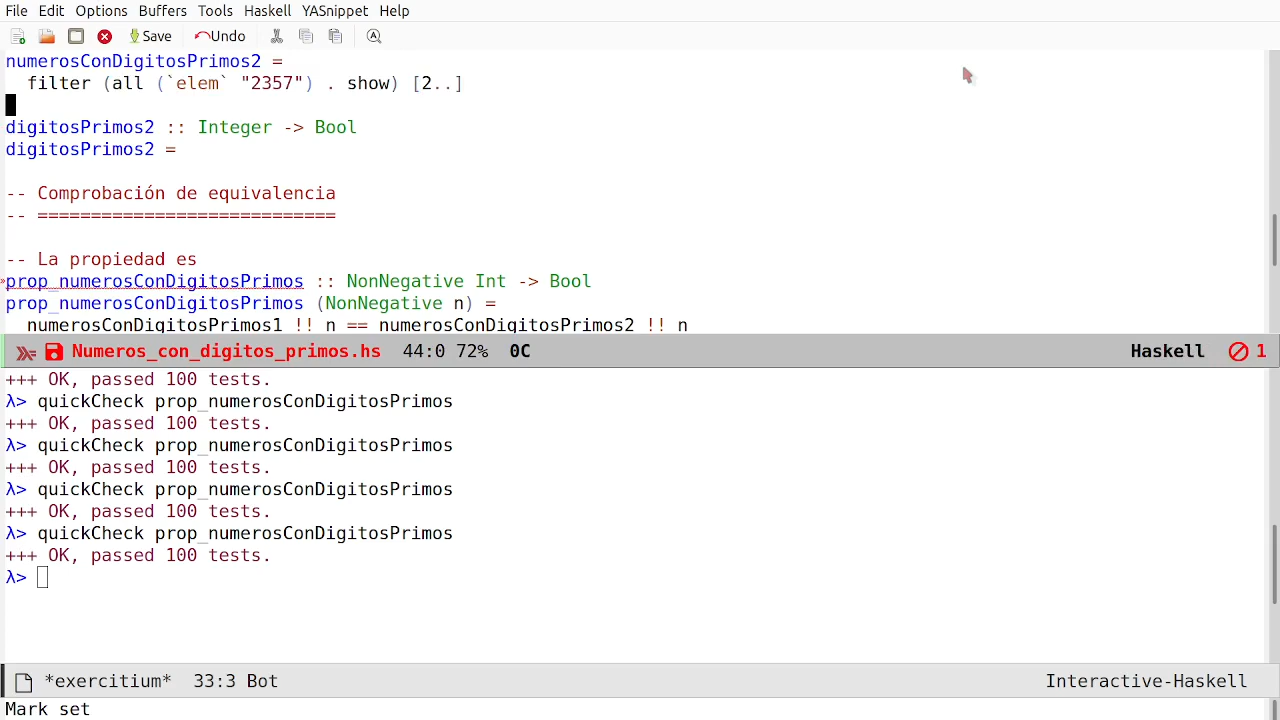 File Edit Options Buffers Tools Haskell YASnippet Help
Save Undo
numerosConDigitosPrimos2 =
  filter (all (`elem` "2357") . show) [2..]
digitosPrimos2 :: Integer -> Bool
digitosPrimos2 =
-- Comprobación de equivalencia
-- ============================
-- La propiedad es
prop_numerosConDigitosPrimos :: NonNegative Int -> Bool
prop_numerosConDigitosPrimos (NonNegative n) =
  numerosConDigitosPrimos1 !! n == numerosConDigitosPrimos2 !! n
Numeros_con_digitos_primos.hs 44:0 72% 0C Haskell 1
+++ OK, passed 100 tests.
λ> quickCheck prop_numerosConDigitosPrimos
+++ OK, passed 100 tests.
λ> quickCheck prop_numerosConDigitosPrimos
+++ OK, passed 100 tests.
λ> quickCheck prop_numerosConDigitosPrimos
+++ OK, passed 100 tests.
λ> quickCheck prop_numerosConDigitosPrimos
+++ OK, passed 100 tests.
λ>
*exercitium* 33:3 Bot Interactive-Haskell
Mark set